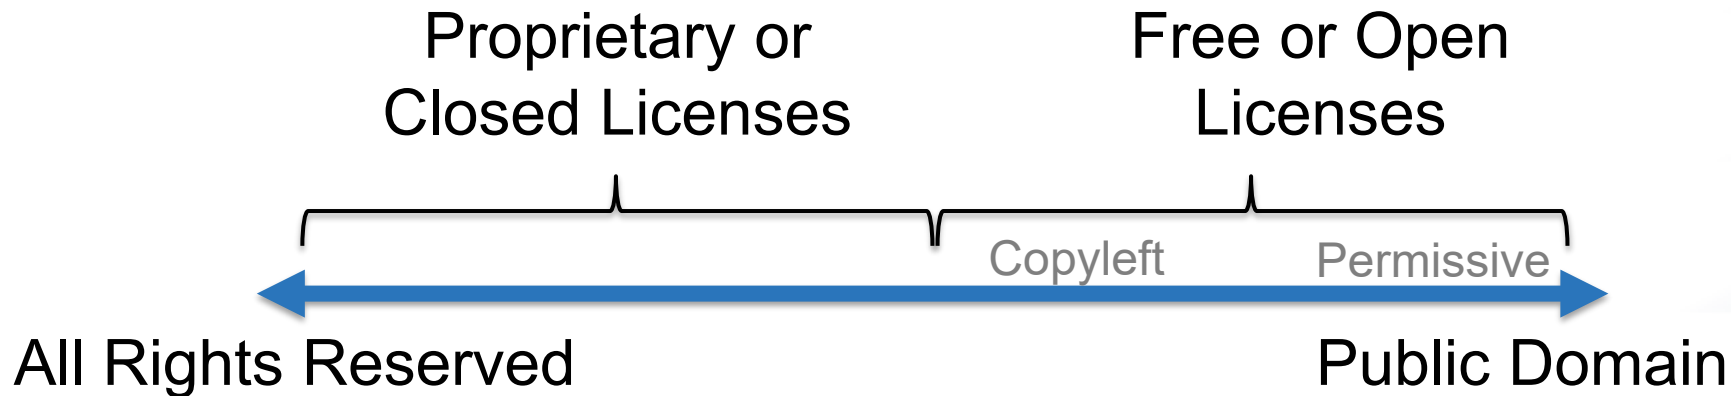 Proprietary or
Closed Licenses
Free or Open
Licenses
Copyleft
Permissive
All Rights Reserved
Public Domain